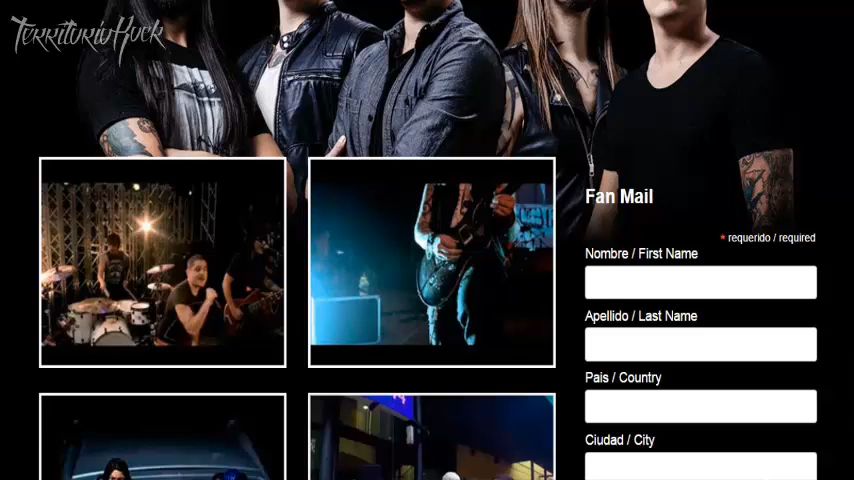 TerritorioRock
Fan Mail
* requerido / required
Nombre / First Name
Apellido / Last Name
Pais / Country
Ciudad / City